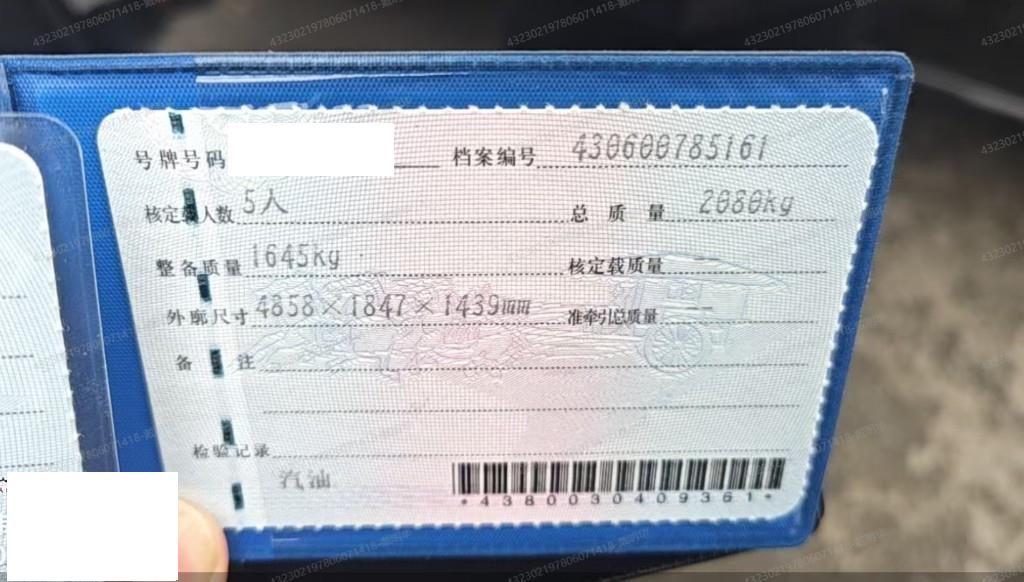 号牌号码 档案编号 430600785161
核定载人数 5人 总质量 2080kg
整备质量 1645kg 核定载质量 --
外廓尺寸 4858×1847×1439mm 准牵引总质量 --
备注
检验记录
汽油
*4380030409361*